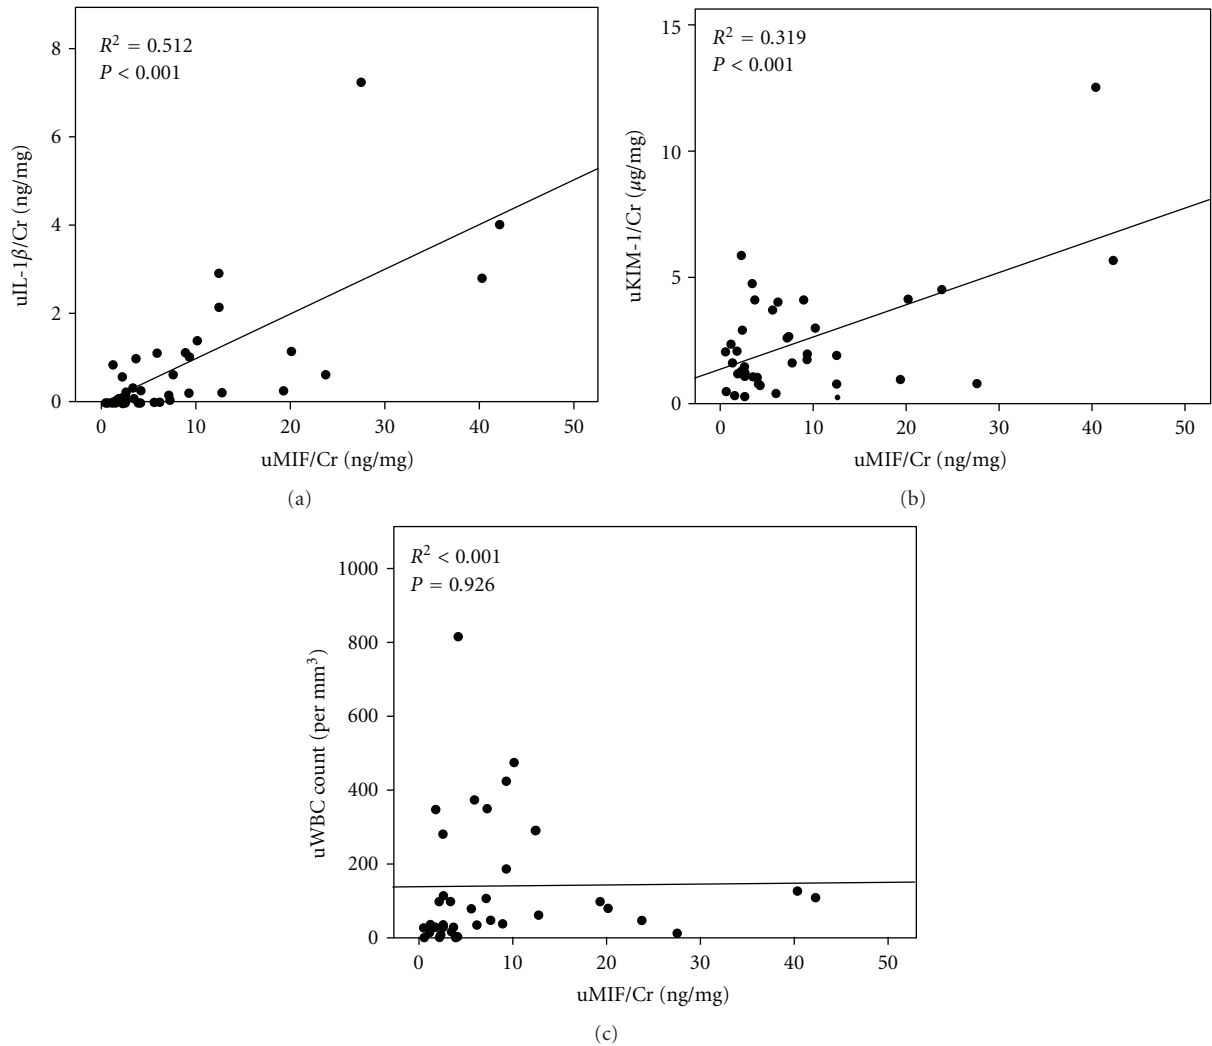 R² = 0.512
P < 0.001
8
6
4
2
0
uIL-1β/Cr (ng/mg)
0 10 20 30 40 50
uMIF/Cr (ng/mg)
(a)
R² = 0.319
P < 0.001
15
10
5
0
uKIM-1/Cr (μg/mg)
0 10 20 30 40 50
uMIF/Cr (ng/mg)
(b)
R² < 0.001
P = 0.926
1000
800
600
400
200
0
uWBC count (per mm³)
0 10 20 30 40 50
uMIF/Cr (ng/mg)
(c)